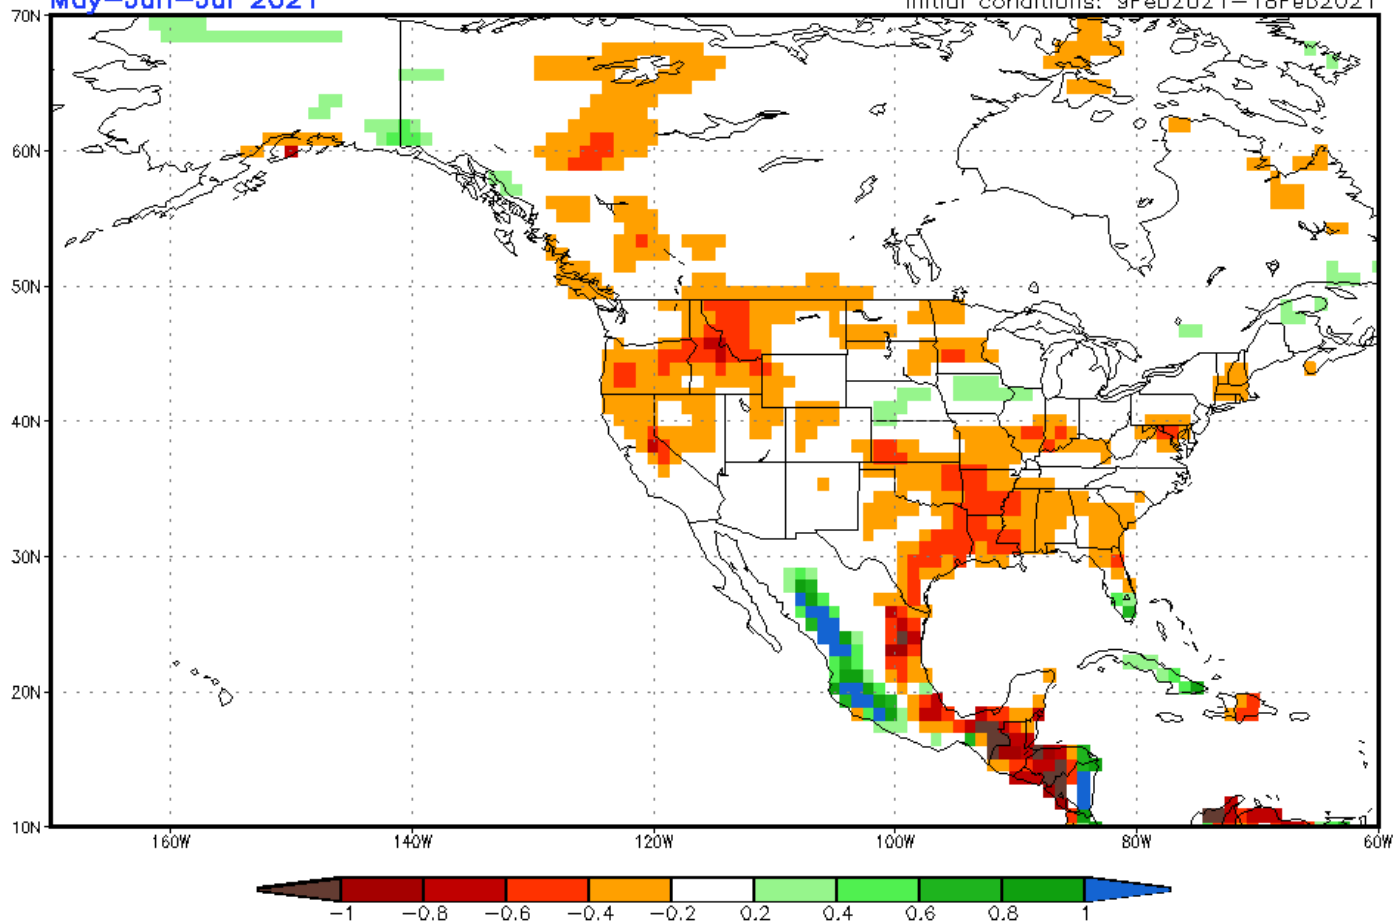 May-Jun-Jul 2021
Initial conditions: 9Feb2021-18Feb2021
70N
60N
50N
40N
30N
20N
10N
160W 140W 120W 100W 80W 60W
-1 -0.8 -0.6 -0.4 -0.2 0.2 0.4 0.6 0.8 1